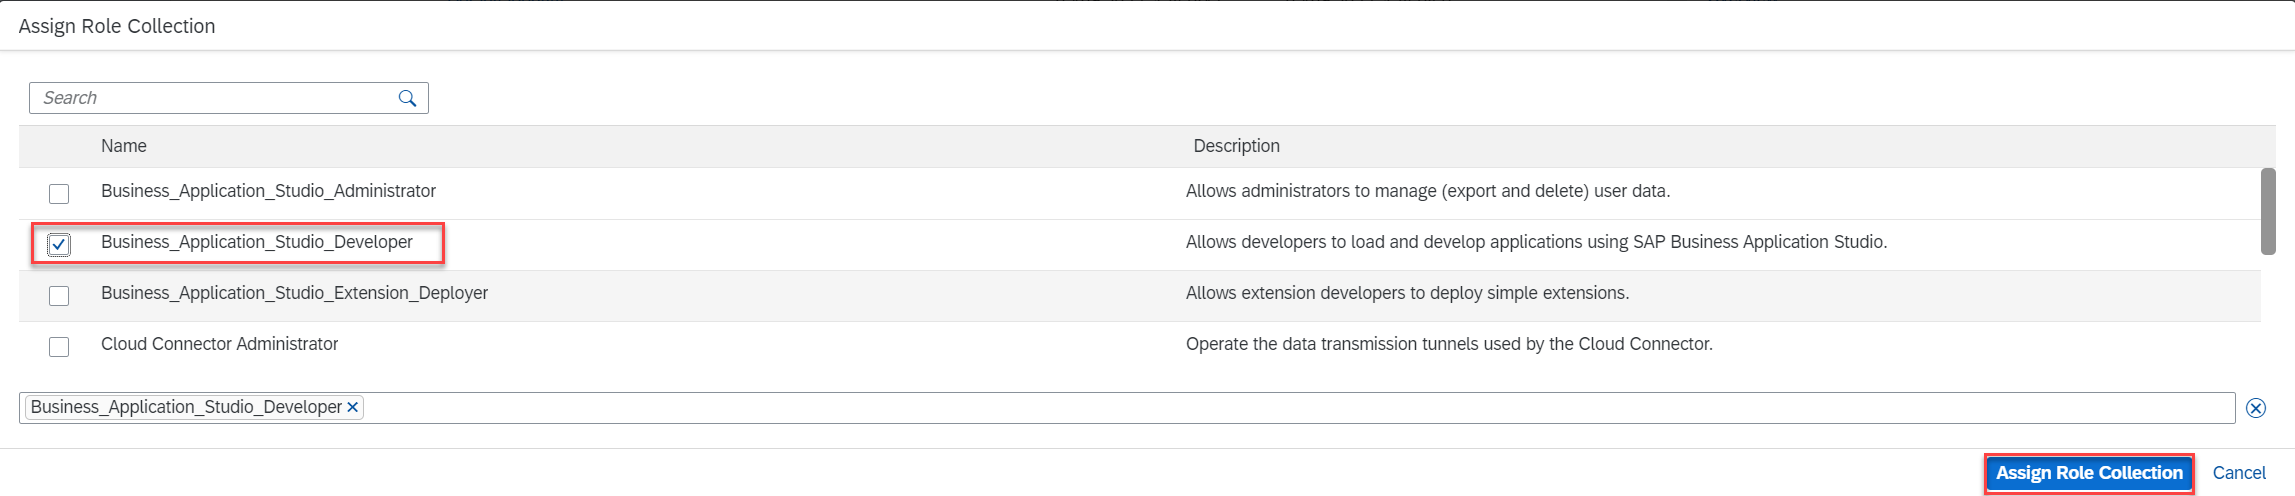 Assign Role Collection
Search
Name Description
Business_Application_Studio_Administrator Allows administrators to manage (export and delete) user data.
Business_Application_Studio_Developer Allows developers to load and develop applications using SAP Business Application Studio.
Business_Application_Studio_Extension_Deployer Allows extension developers to deploy simple extensions.
Cloud Connector Administrator Operate the data transmission tunnels used by the Cloud Connector.
Business_Application_Studio_Developer
Assign Role Collection Cancel